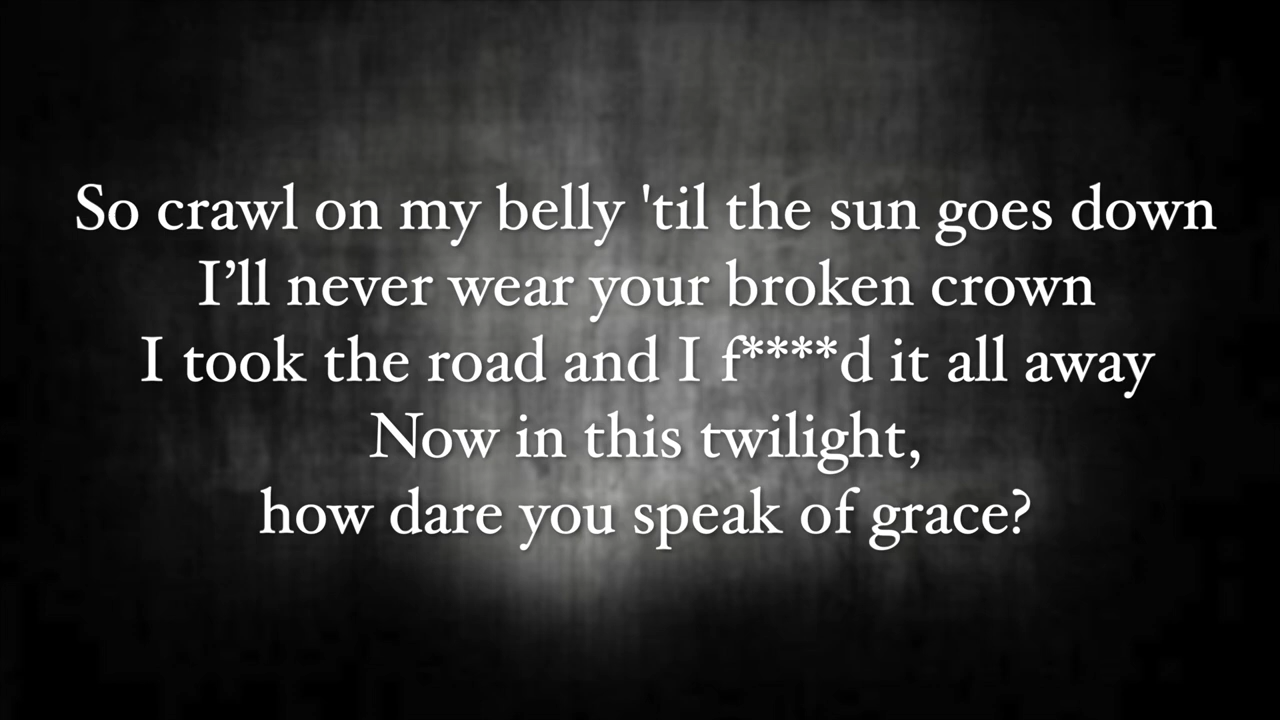 So crawl on my belly 'til the sun goes down
I’ll never wear your broken crown
I took the road and I f****d it all away
Now in this twilight,
how dare you speak of grace?